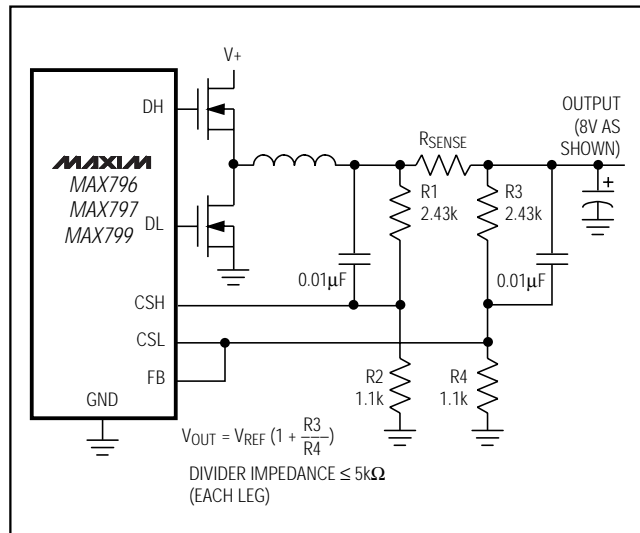 V+
DH
OUTPUT
(8V AS
SHOWN)
RSENSE
MAXIM
MAX796
MAX797
MAX799
DL
R1
2.43k
R3
2.43k
+
0.01µF
0.01µF
CSH
CSL
FB
R2
1.1k
R4
1.1k
GND
VOUT = VREF (1 + R3/R4)
DIVIDER IMPEDANCE ≤ 5kΩ
(EACH LEG)